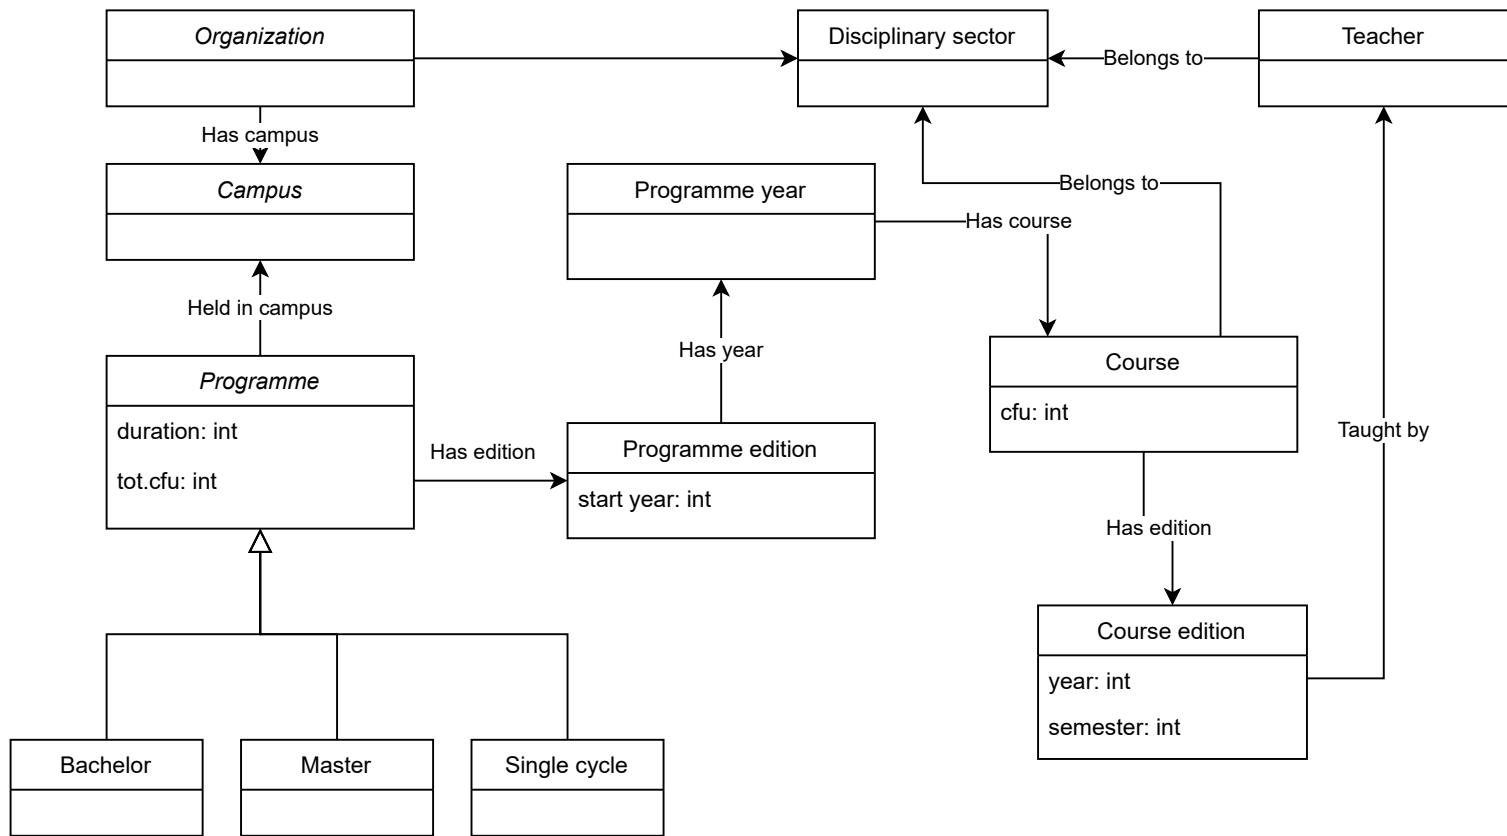 Organization
Disciplinary sector
Teacher
Belongs to
Has campus
Campus
Programme year
Belongs to
Has course
Held in campus
Has year
Programme
duration: int
tot.cfu: int
Has edition
Programme edition
start year: int
Course
cfu: int
Taught by
Has edition
Course edition
year: int
semester: int
Bachelor
Master
Single cycle